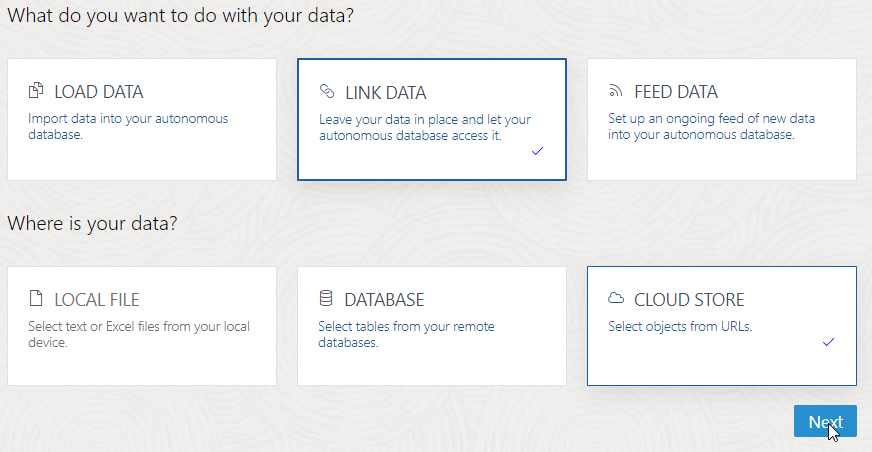 What do you want to do with your data?
LOAD DATA
Import data into your autonomous
database.
LINK DATA
Leave your data in place and let your
autonomous database access it.
FEED DATA
Set up an ongoing feed of new data
into your autonomous database.
Where is your data?
LOCAL FILE
Select text or Excel files from your local
device.
DATABASE
Select tables from your remote
databases.
CLOUD STORE
Select objects from URLs.
Next